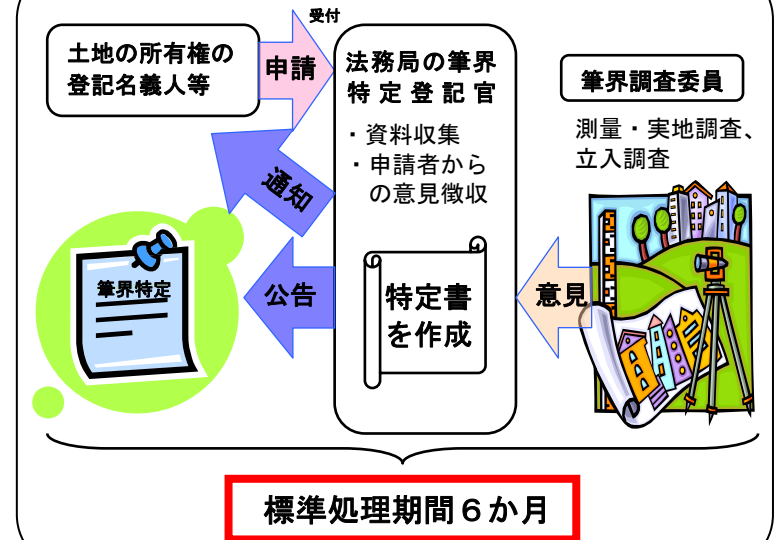 受付
土地の所有権の
登記名義人等
申請
法務局の筆界
特定登記官
・資料収集
・申請者から
の意見徴収
筆界調査委員
測量・実地調査、
立入調査
通知
筆界特定
公告
特定書
を作成
意見
標準処理期間６か月